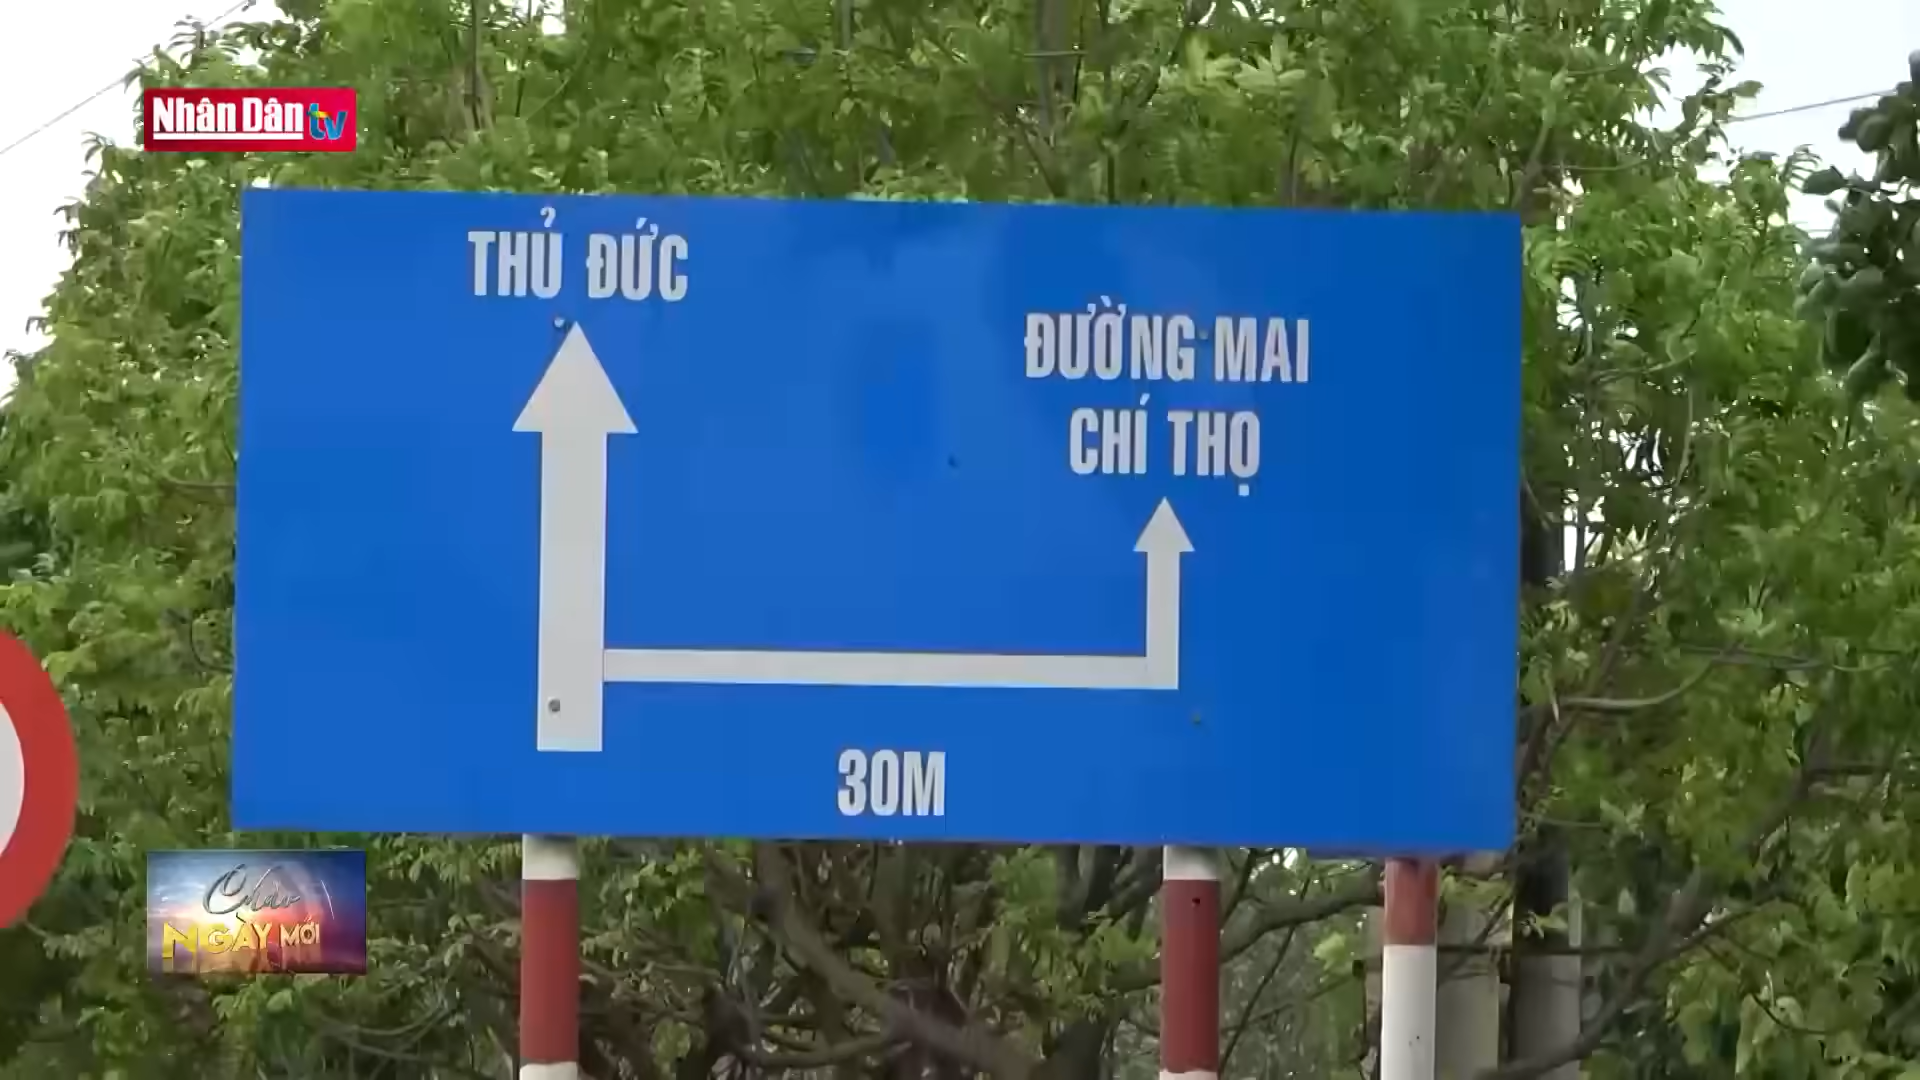 Nhân Dân tv
THỦ ĐỨC
ĐƯỜNG MAI
CHÍ THỌ
30M
Chào
NGÀY MỚI